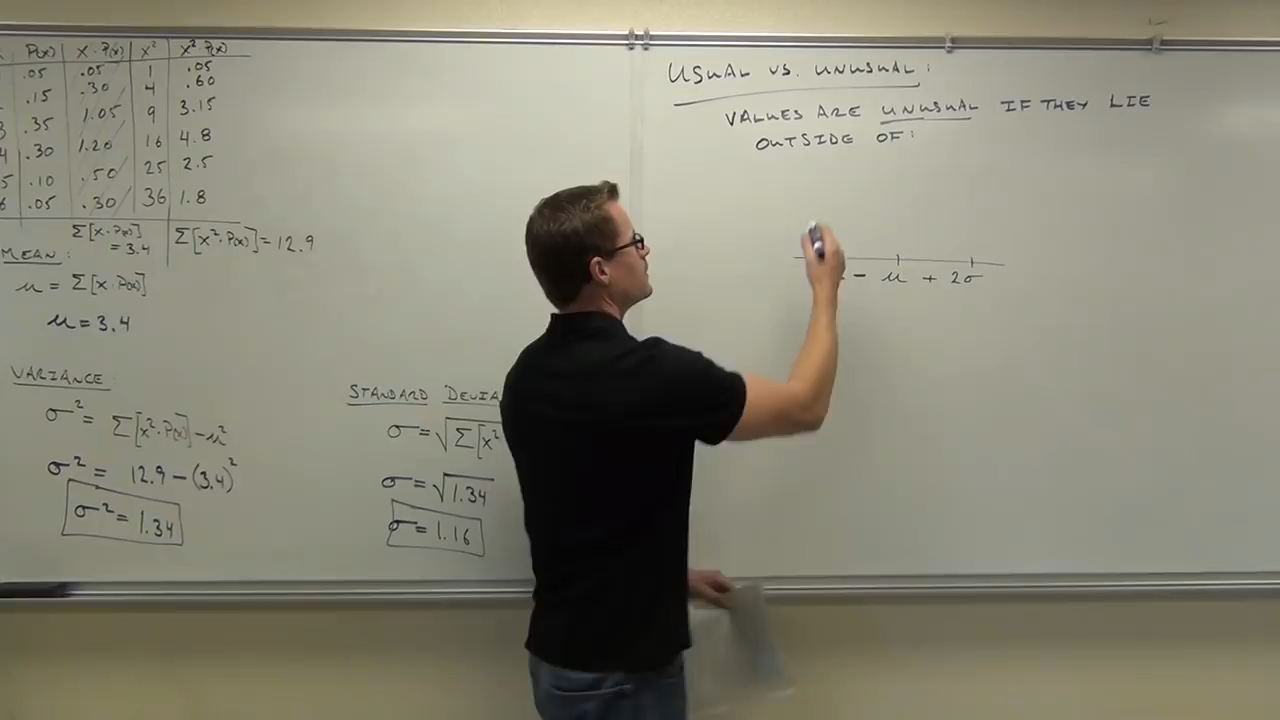 P(x) x·P(x) x² x²·P(x)
.05 .05 1 .05
.15 .30 4 .60
.35 1.05 9 3.15
4 .30 1.20 16 4.8
5 .10 .50 25 2.5
6 .05 .30 36 1.8
Σ[x·P(x)] = 3.4
Σ[x²·P(x)] = 12.9
MEAN:
μ = Σ[x·P(x)]
μ = 3.4
VARIANCE:
σ² = Σ[x²·P(x)] - μ²
σ² = 12.9 - (3.4)²
σ² = 1.34
STANDARD
σ = √Σ[x²
σ = √1.34
σ = 1.16
USUAL VS. UNUSUAL:
VALUES ARE UNUSUAL IF THEY LIE
OUTSIDE OF:
- μ + 2σ